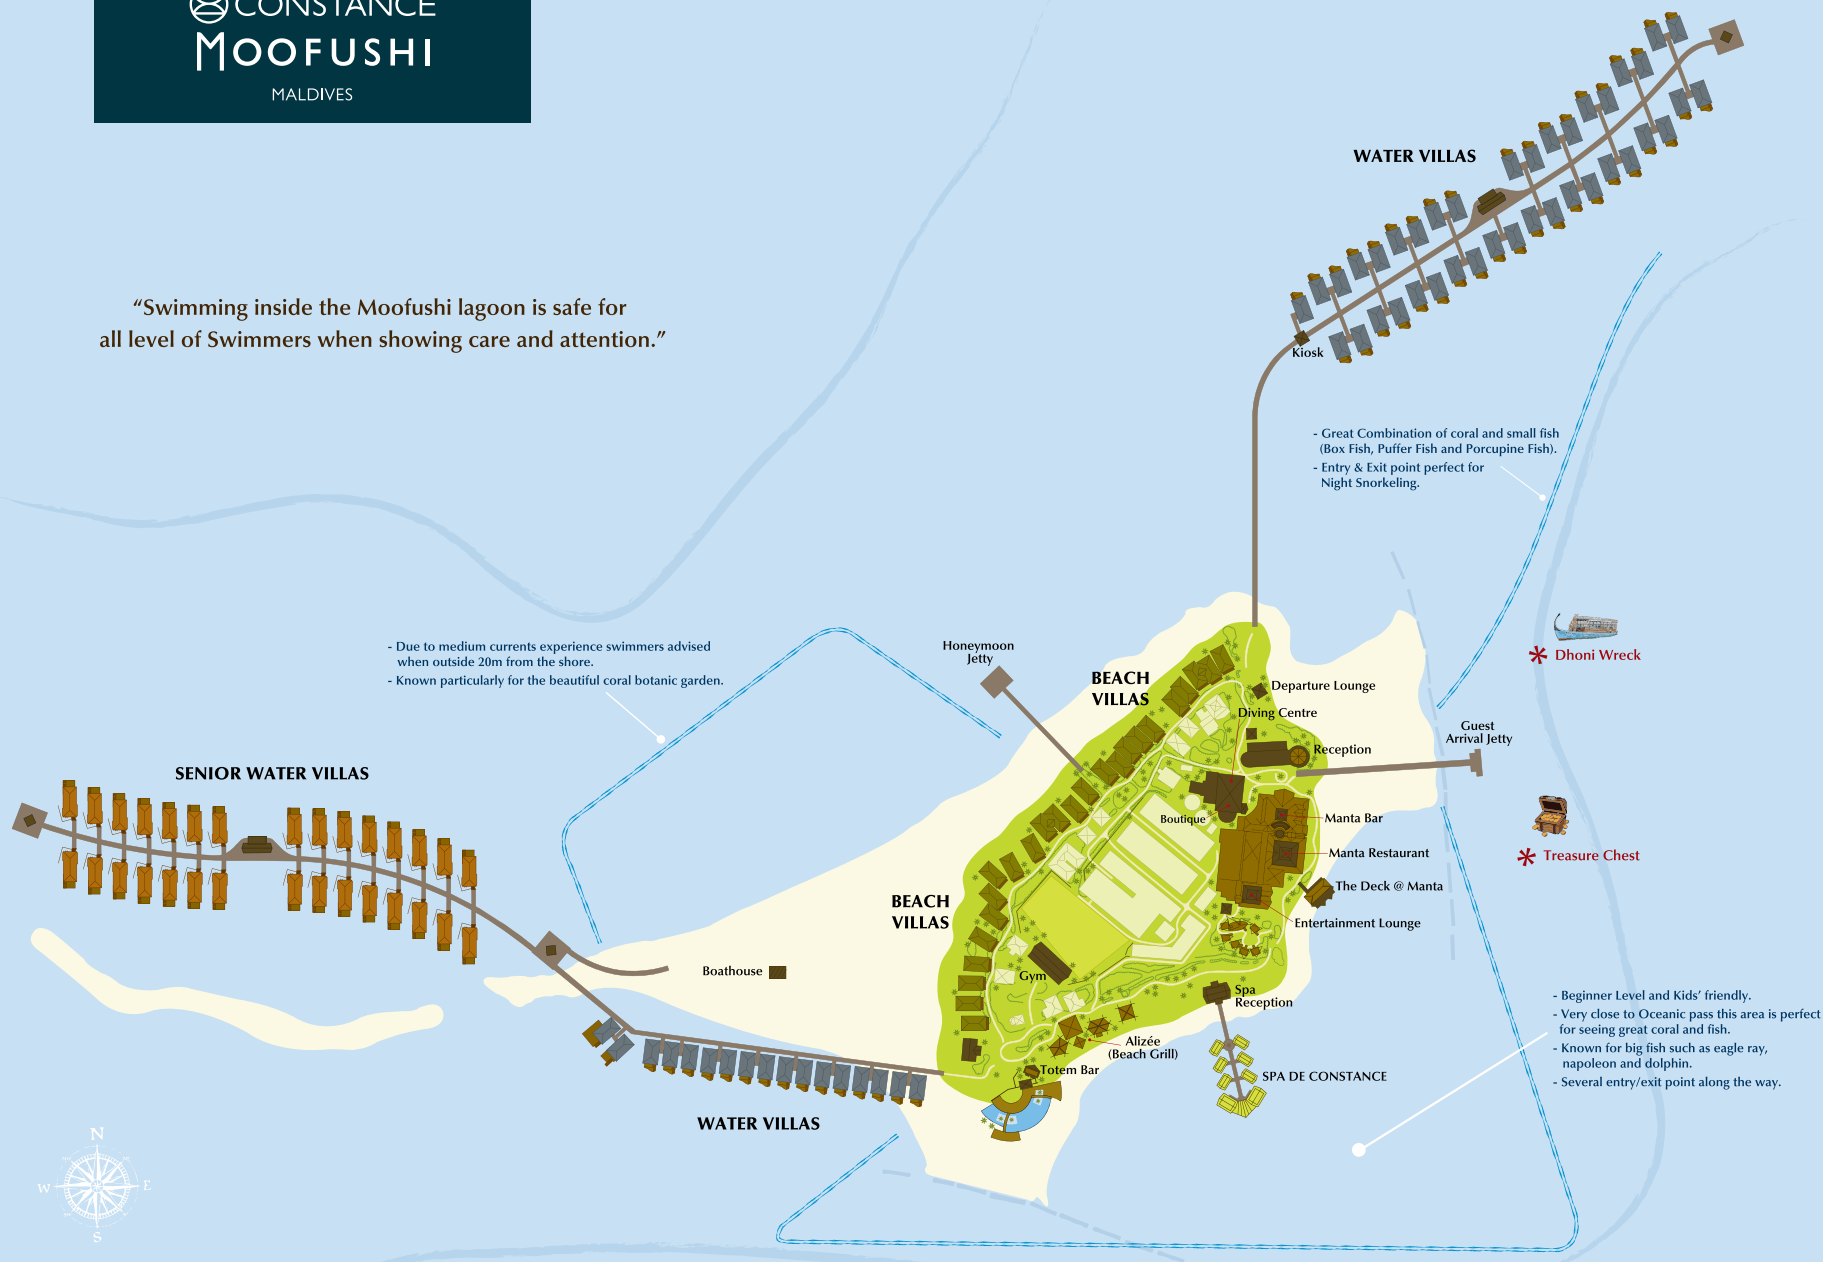 CONSTANCE
MOOFUSHI
MALDIVES
“Swimming inside the Moofushi lagoon is safe for
all level of Swimmers when showing care and attention.”
WATER VILLAS
Kiosk
- Great Combination of coral and small fish
(Box Fish, Puffer Fish and Porcupine Fish).
- Entry & Exit point perfect for
Night Snorkeling.
- Due to medium currents experience swimmers advised
when outside 20m from the shore.
- Known particularly for the beautiful coral botanic garden.
Honeymoon
Jetty
BEACH
VILLAS
Departure Lounge
Diving Centre
Reception
Guest
Arrival Jetty
Dhoni Wreck
SENIOR WATER VILLAS
Boutique
Manta Bar
Manta Restaurant
Treasure Chest
The Deck @ Manta
BEACH
VILLAS
Entertainment Lounge
Boathouse
Gym
Spa
Reception
Alizée
(Beach Grill)
Totem Bar
SPA DE CONSTANCE
WATER VILLAS
- Beginner Level and Kids’ friendly.
- Very close to Oceanic pass this area is perfect
for seeing great coral and fish.
- Known for big fish such as eagle ray,
napoleon and dolphin.
- Several entry/exit point along the way.
N
W
E
S